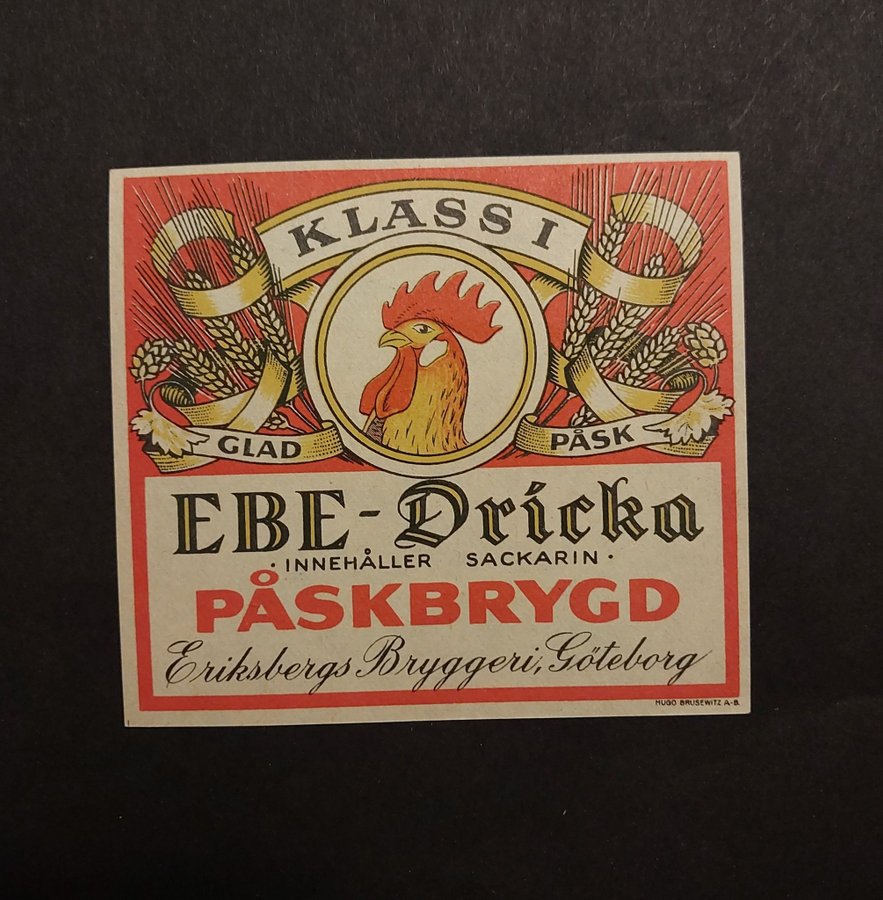 KLASS I
GLAD PÅSK
EBE-Dricka
· INNEHÅLLER SACKARIN ·
PÅSKBRYGD
Eriksbergs Bryggeri, Göteborg
HUGO BRUSEWITZ A.-B.